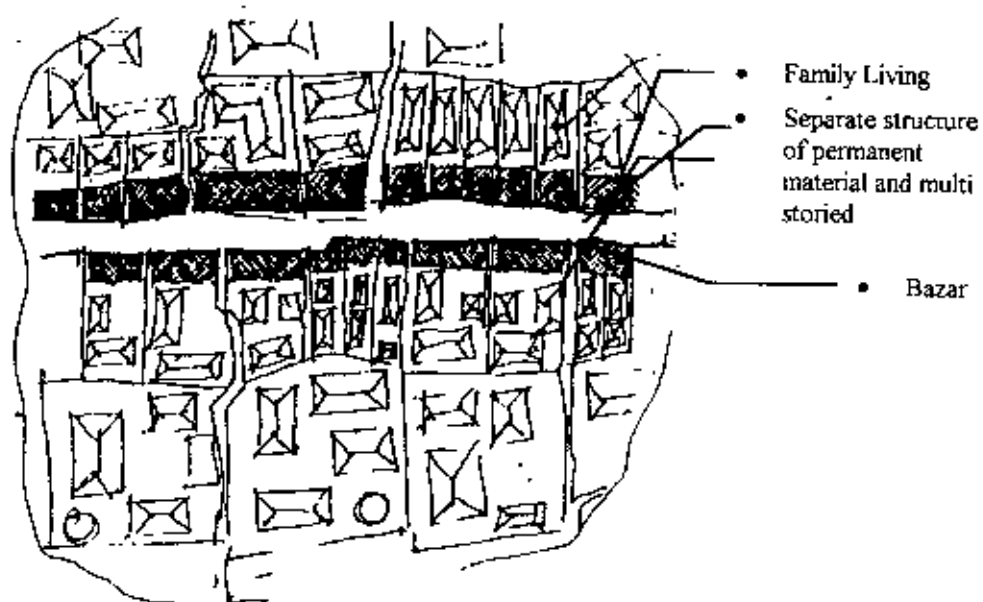 • Family Living
• Separate structure
of permanent
material and multi
storied
• Bazar